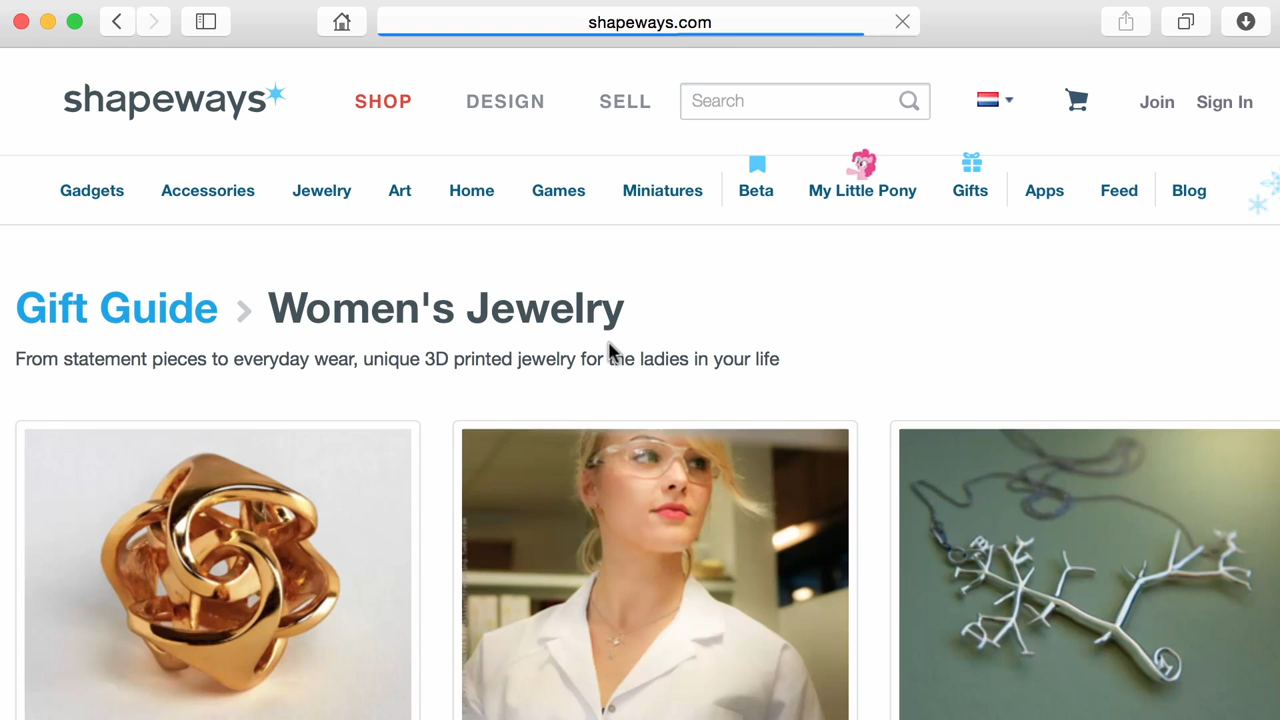 shapeways.com
shapeways
SHOP
DESIGN
SELL
Search
Join
Sign In
Gadgets
Accessories
Jewelry
Art
Home
Games
Miniatures
Beta
My Little Pony
Gifts
Apps
Feed
Blog
Gift Guide > Women's Jewelry
From statement pieces to everyday wear, unique 3D printed jewelry for the ladies in your life